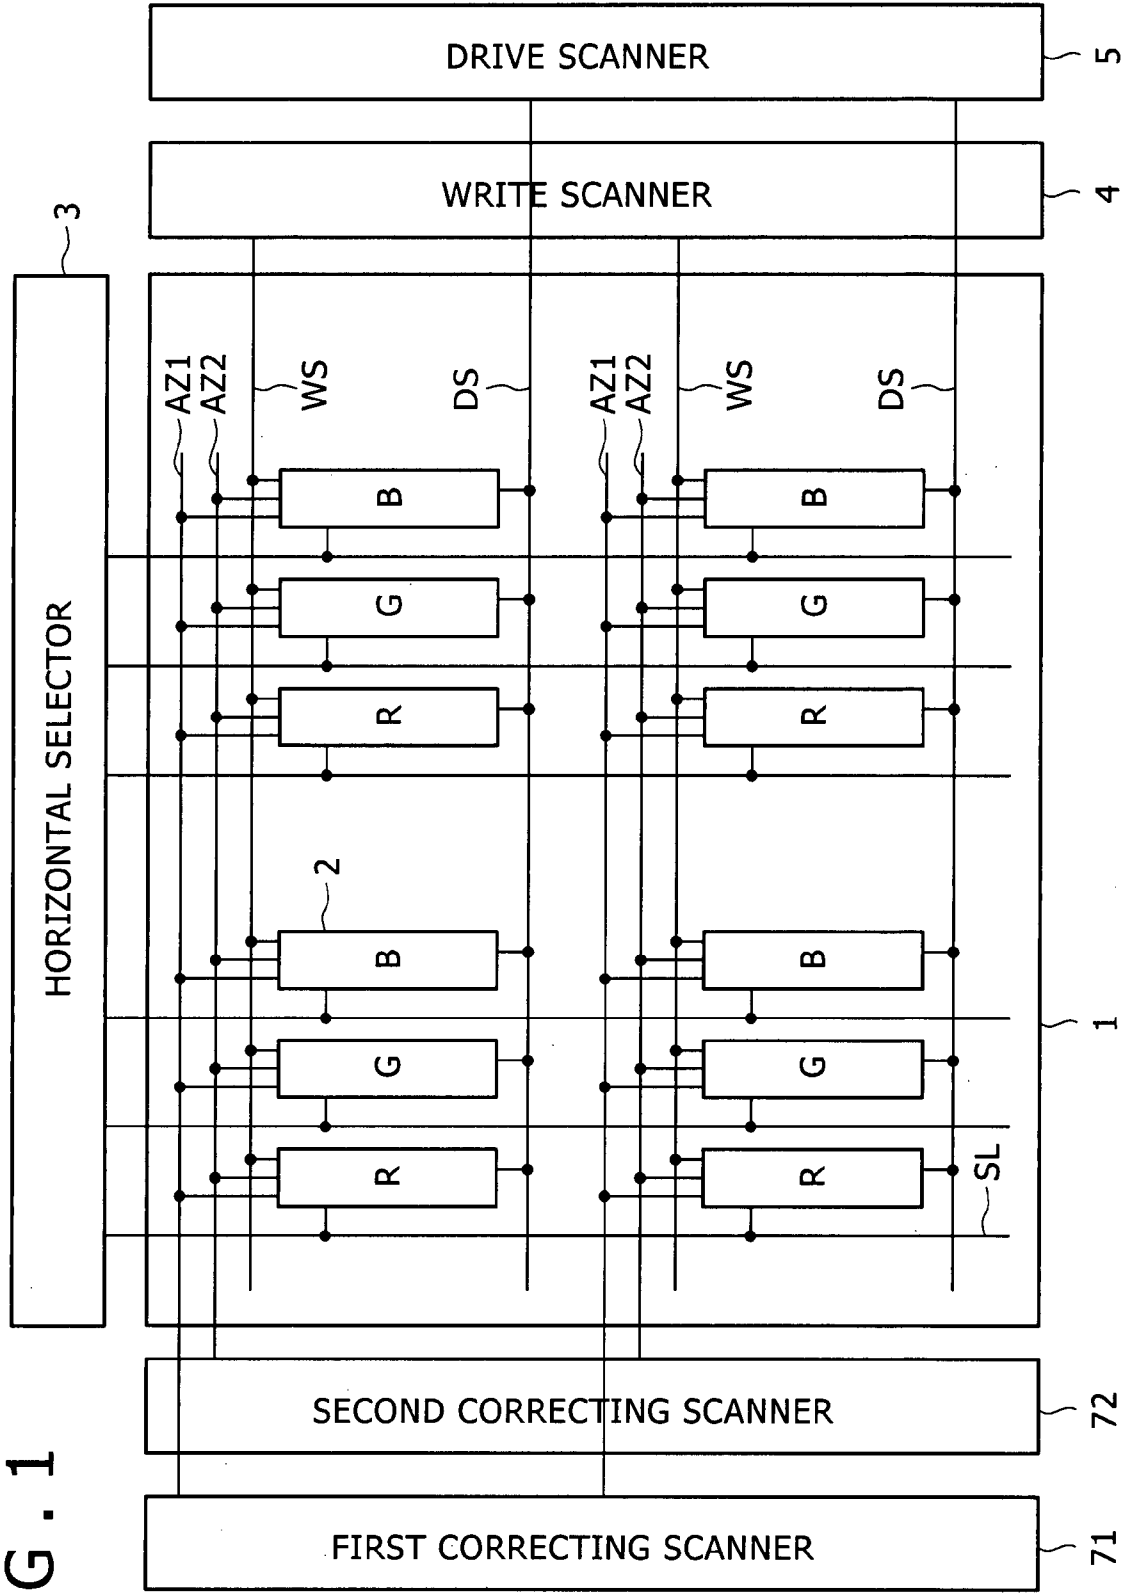 G. 1
HORIZONTAL SELECTOR
3
DRIVE SCANNER
5
WRITE SCANNER
4
AZ1
AZ2
WS
DS
AZ1
AZ2
WS
DS
B
B
G
G
R
R
2
B
B
G
G
R
R
SL
1
SECOND CORRECTING SCANNER
72
FIRST CORRECTING SCANNER
71